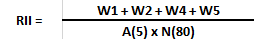 RII = W1 + W2 + W4 + W5
A(5) x N(80)